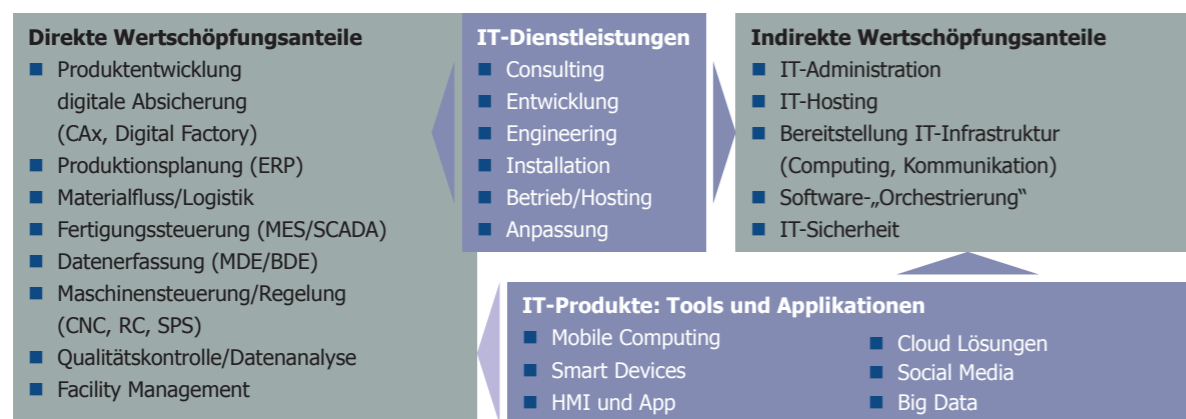 Direkte Wertschöpfungsanteile
Produktentwicklung
digitale Absicherung
(CAx, Digital Factory)
Produktionsplanung (ERP)
Materialfluss/Logistik
Fertigungssteuerung (MES/SCADA)
Datenerfassung (MDE/BDE)
Maschinensteuerung/Regelung
(CNC, RC, SPS)
Qualitätskontrolle/Datenanalyse
Facility Management
IT-Dienstleistungen
Consulting
Entwicklung
Engineering
Installation
Betrieb/Hosting
Anpassung
Indirekte Wertschöpfungsanteile
IT-Administration
IT-Hosting
Bereitstellung IT-Infrastruktur
(Computing, Kommunikation)
Software-„Orchestrierung“
IT-Sicherheit
IT-Produkte: Tools und Applikationen
Mobile Computing
Smart Devices
HMI und App
Cloud Lösungen
Social Media
Big Data